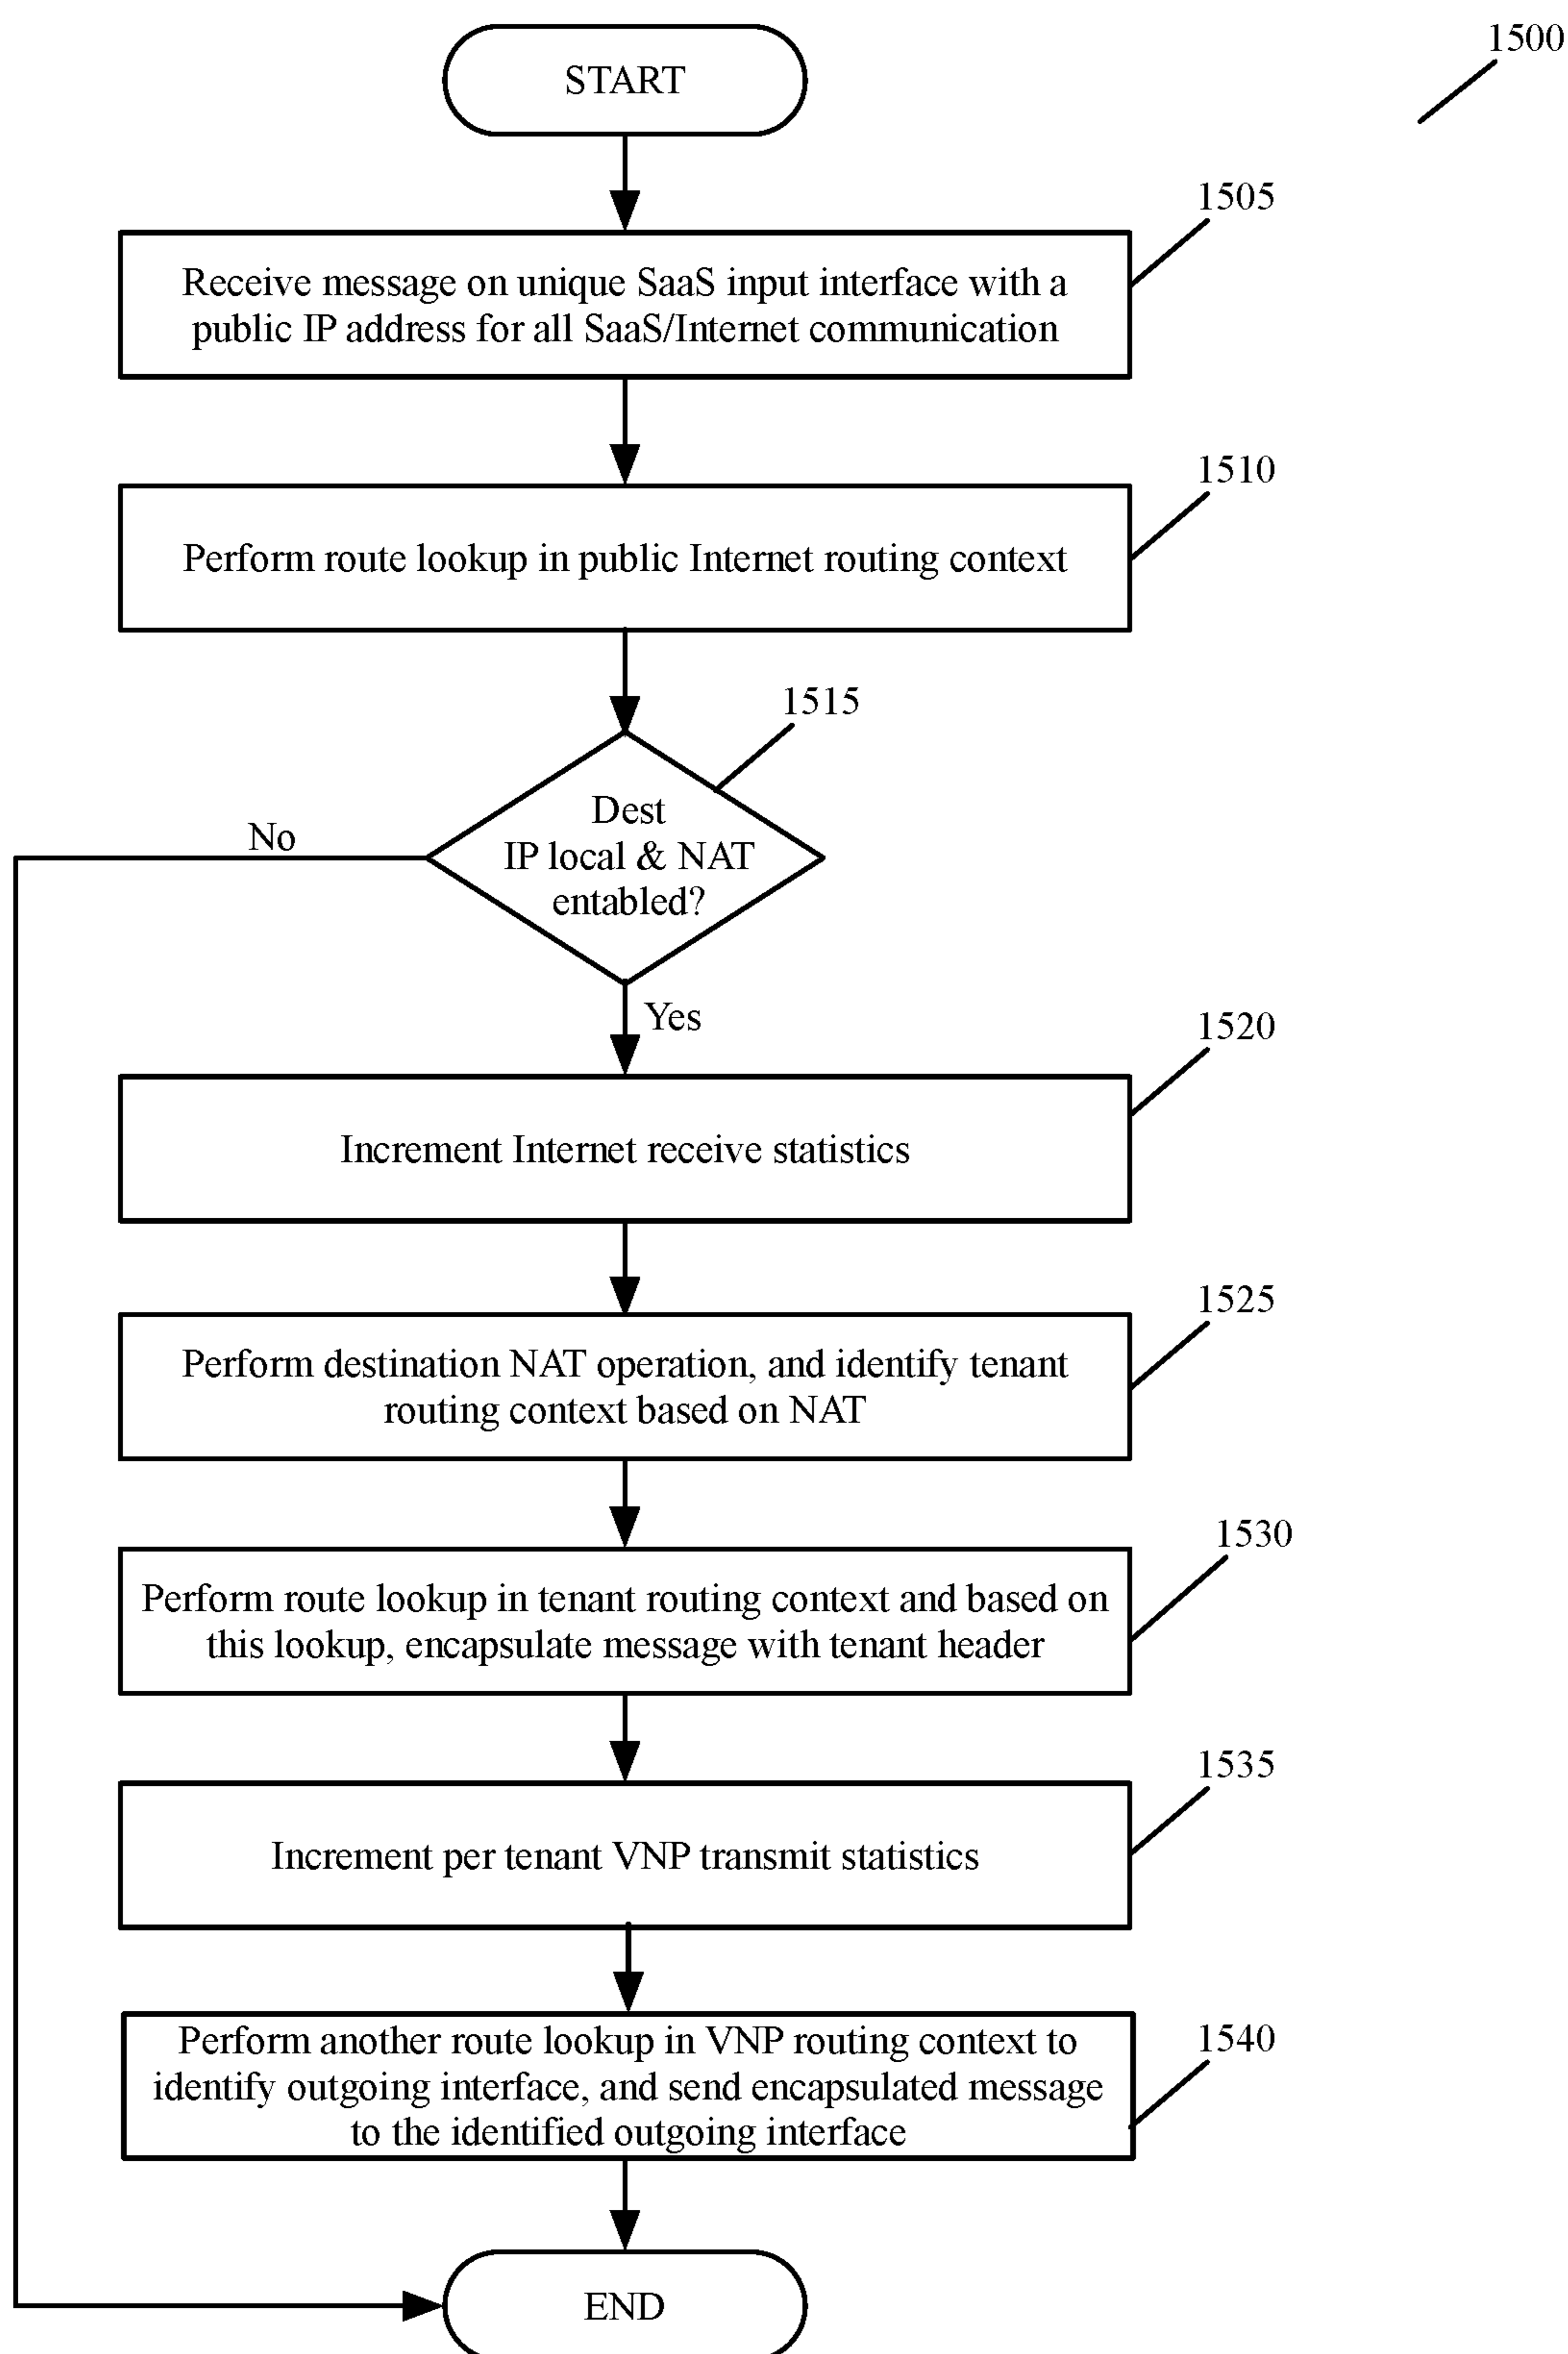 1500
START
1505
Receive message on unique SaaS input interface with a
public IP address for all SaaS/Internet communication
1510
Perform route lookup in public Internet routing context
1515
Dest
IP local & NAT
entabled?
No
Yes
1520
Increment Internet receive statistics
1525
Perform destination NAT operation, and identify tenant
routing context based on NAT
1530
Perform route lookup in tenant routing context and based on
this lookup, encapsulate message with tenant header
1535
Increment per tenant VNP transmit statistics
1540
Perform another route lookup in VNP routing context to
identify outgoing interface, and send encapsulated message
to the identified outgoing interface
END